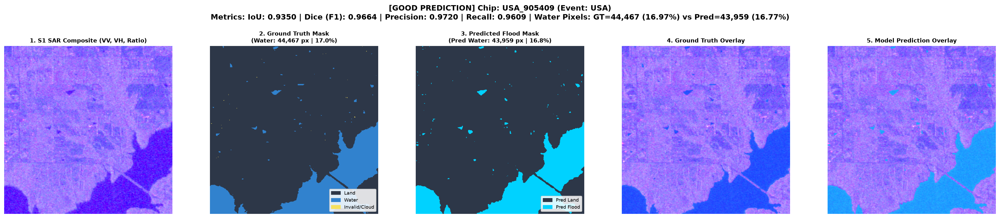 [GOOD PREDICTION] Chip: USA_905409 (Event: USA)
Metrics: IoU: 0.9350 | Dice (F1): 0.9664 | Precision: 0.9720 | Recall: 0.9609 | Water Pixels: GT=44,467 (16.97%) vs Pred=43,959 (16.77%)
1. S1 SAR Composite (VV, VH, Ratio)
2. Ground Truth Mask
(Water: 44,467 px | 17.0%)
3. Predicted Flood Mask
(Pred Water: 43,959 px | 16.8%)
4. Ground Truth Overlay
5. Model Prediction Overlay
Land
Water
Invalid/Cloud
Pred Land
Pred Flood